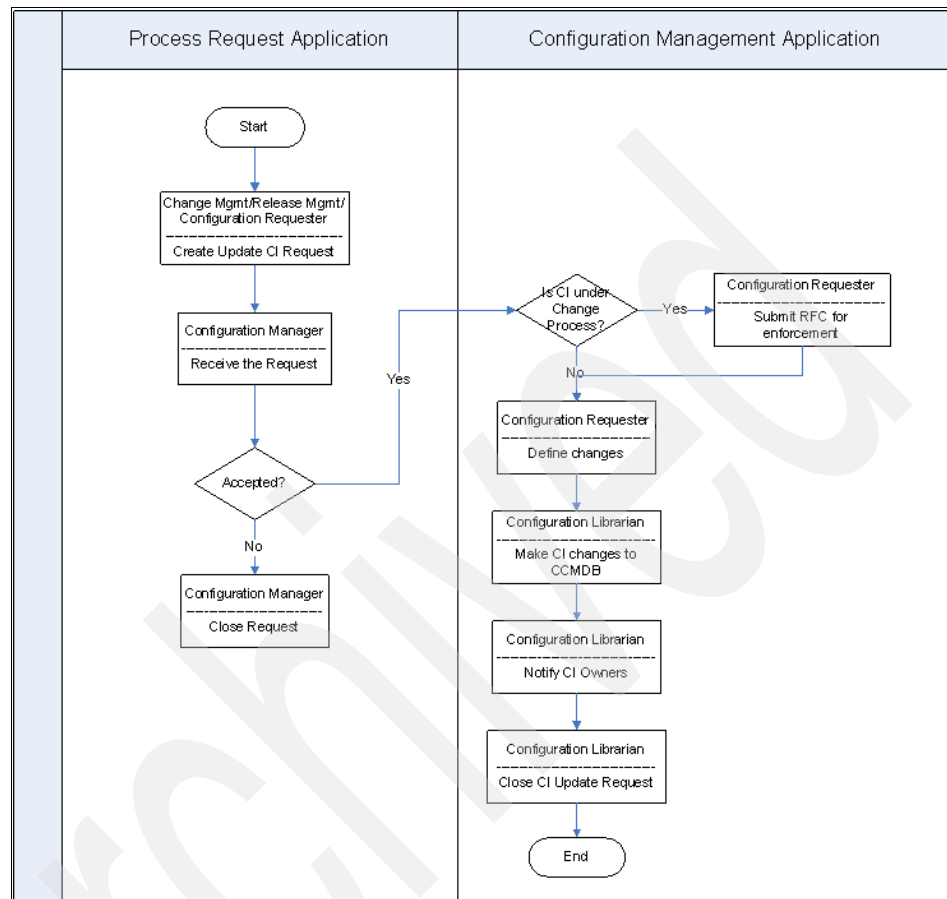 Process Request Application
Configuration Management Application
Start
Change Mgmt/Release Mgmt/
Configuration Requester
Create Update CI Request
Configuration Manager
Receive the Request
Accepted?
Yes
No
Configuration Manager
Close Request
Is CI under
Change
Process?
Yes
Configuration Requester
Submit RFC for
enforcement
No
Configuration Requester
Define changes
Configuration Librarian
Make CI changes to
CCMDB
Configuration Librarian
Notify CI Owners
Configuration Librarian
Close CI Update Request
End
rchived